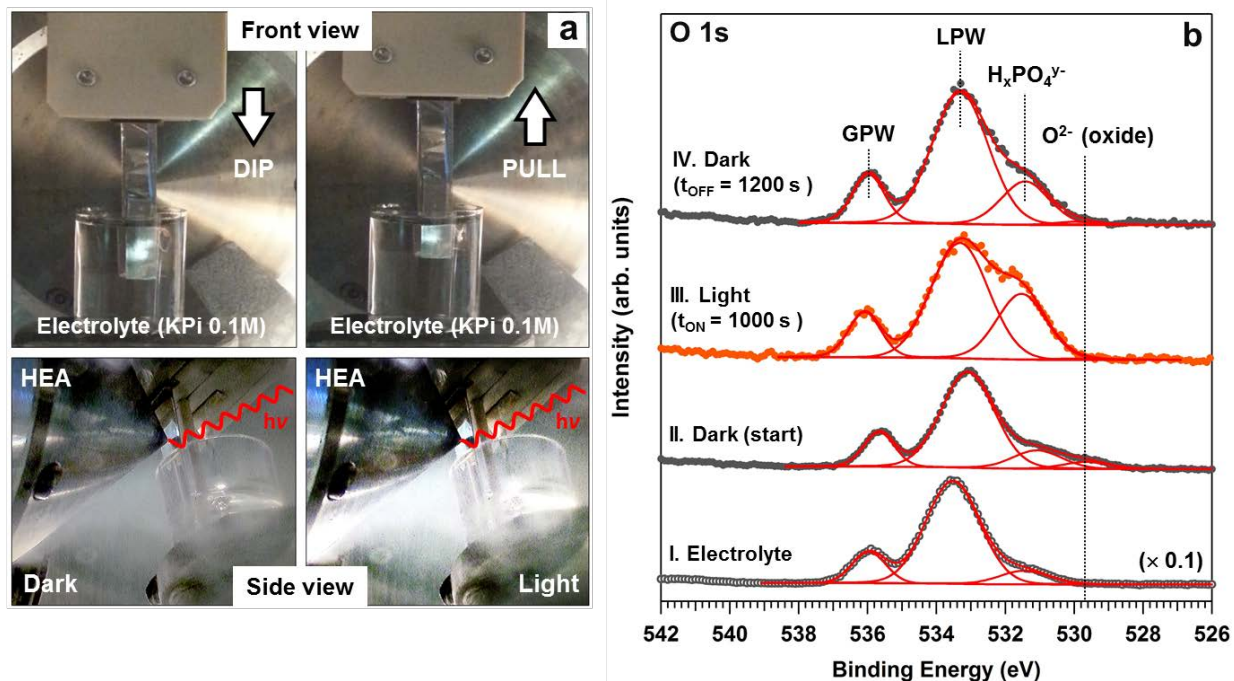 Front view
a
DIP
PULL
Electrolyte (KPi 0.1M)
Electrolyte (KPi 0.1M)
HEA
hν
Dark
HEA
hν
Light
Side view
O 1s
b
LPW
HₓPO₄ʸ⁻
GPW
O²⁻ (oxide)
IV. Dark
(t_OFF = 1200 s )
III. Light
(t_ON = 1000 s )
II. Dark (start)
I. Electrolyte
(× 0.1)
Intensity (arb. units)
542 540 538 536 534 532 530 528 526
Binding Energy (eV)